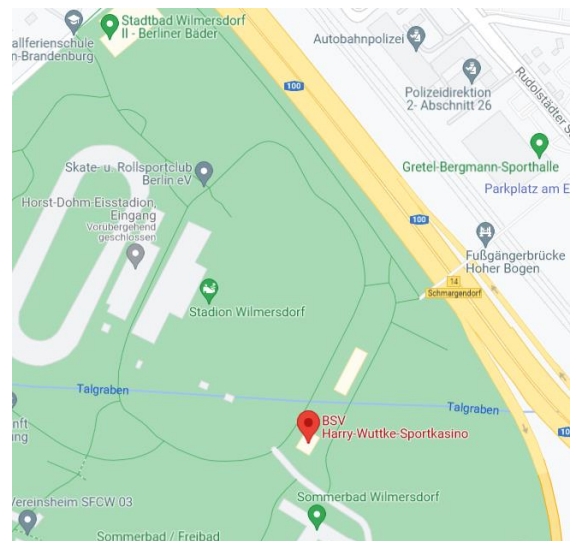 Stadtbad Wilmersdorf
II - Berliner Bäder
allferienschule
n-Brandenburg
Autobahnpolizei
100
Polizeidirektion
2- Abschnitt 26
Rudolstädter S
Gretel-Bergmann-Sporthalle
Skate- u. Rollsportclub
Berlin eV
Parkplatz am E
Horst-Dohm-Eisstadion,
Eingang
Vorübergehend
geschlossen
100
Fußgängerbrücke
Hoher Bogen
14
Schmargendorf
Stadion Wilmersdorf
Talgraben
Talgraben
BSV
Harry-Wuttke-Sportkasino
10
nft
ng
Sommerbad Wilmersdorf
Vereinsheim SFCW 03
Sommerbad / Freibad